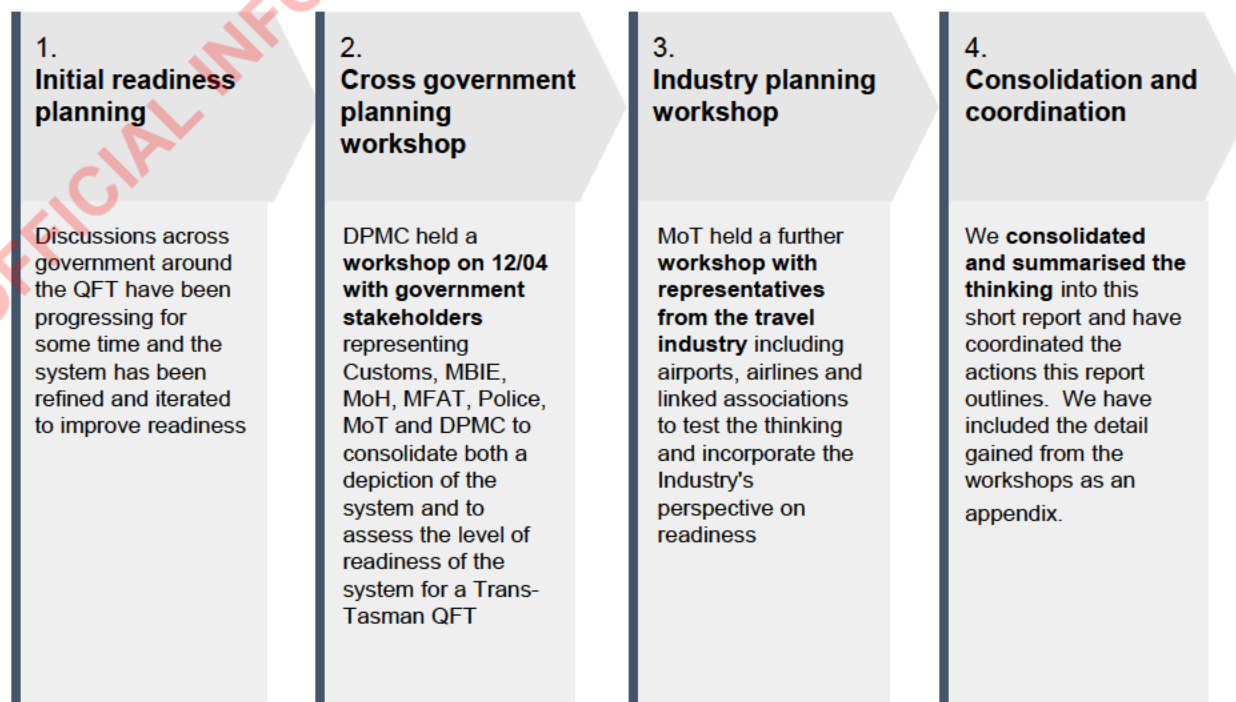 1.
Initial readiness
planning
Discussions across
government around
the QFT have been
progressing for
some time and the
system has been
refined and iterated
to improve readiness
2.
Cross government
planning
workshop
DPMC held a
workshop on 12/04
with government
stakeholders
representing
Customs, MBIE,
MoH, MFAT, Police,
MoT and DPMC to
consolidate both a
depiction of the
system and to
assess the level of
readiness of the
system for a Trans-
Tasman QFT
3.
Industry planning
workshop
MoT held a further
workshop with
representatives
from the travel
industry including
airports, airlines and
linked associations
to test the thinking
and incorporate the
Industry's
perspective on
readiness
4.
Consolidation and
coordination
We consolidated
and summarised the
thinking into this
short report and have
coordinated the
actions this report
outlines. We have
included the detail
gained from the
workshops as an
appendix.
OFFICIAL INFO